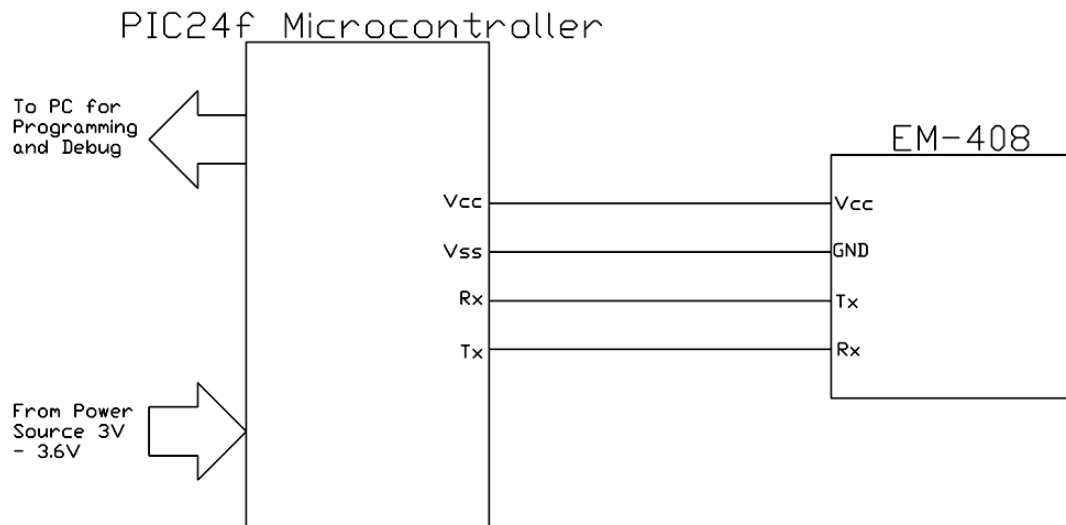 PIC24f Microcontroller
To PC for
Programming
and Debug
EM-408
Vcc
Vcc
Vss
GND
Rx
Tx
Tx
Rx
From Power
Source 3V
- 3.6V